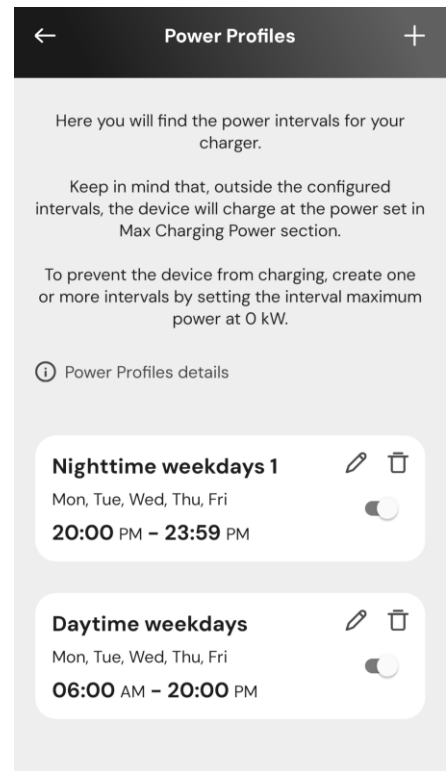 Power Profiles
Here you will find the power intervals for your
charger.
Keep in mind that, outside the configured
intervals, the device will charge at the power set in
Max Charging Power section.
To prevent the device from charging, create one
or more intervals by setting the interval maximum
power at 0 kW.
Power Profiles details
Nighttime weekdays 1
Mon, Tue, Wed, Thu, Fri
20:00 PM – 23:59 PM
Daytime weekdays
Mon, Tue, Wed, Thu, Fri
06:00 AM – 20:00 PM